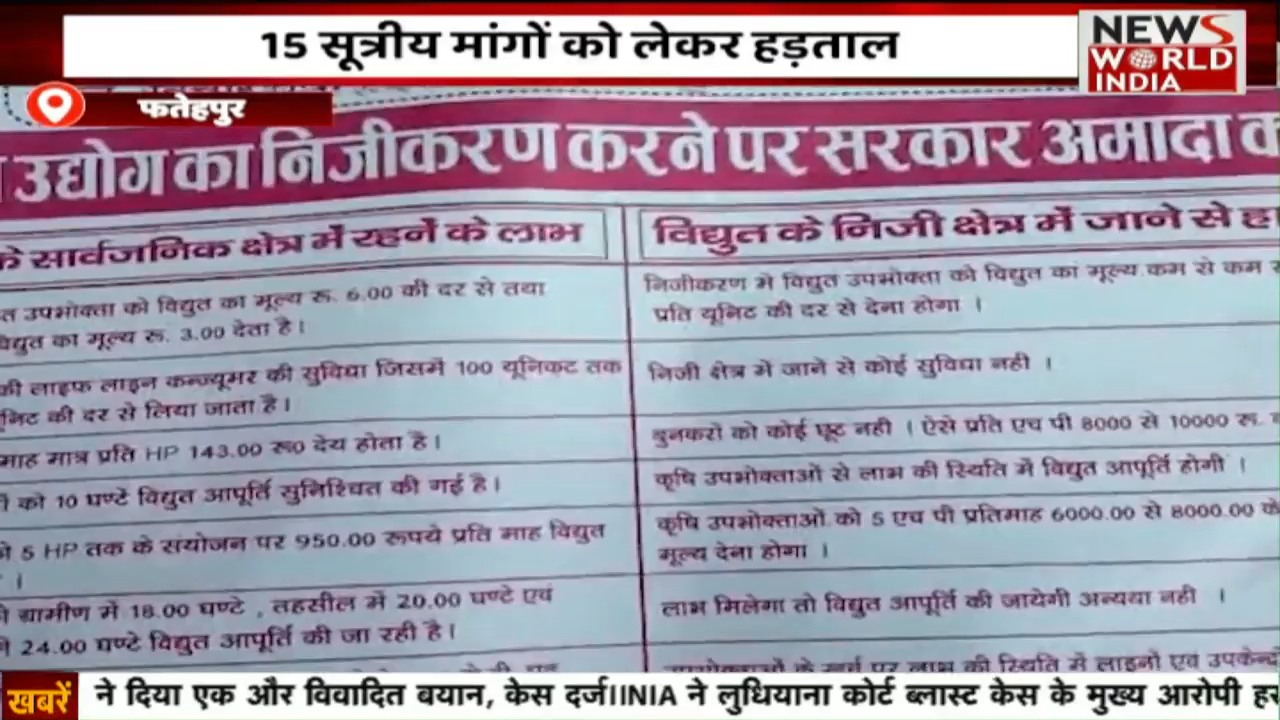 15 सूत्रीय मांगों को लेकर हड़ताल
NEWS
WORLD
INDIA
फतेहपुर
उद्योग का निजीकरण करने पर सरकार अमादा
के सार्वजनिक क्षेत्र में रहनें के लाभ
उपभोक्ता को विद्युत का मूल्य रू. 6.00 की दर से तथा
विद्युत का मूल्य रू. 3.00 देता है।
की लाइफ लाइन कन्ज्यूमर की सुविधा जिसमें 100 यूनिकट तक
की दर से लिया जाता है।
माह मात्र प्रति HP 143.00 रू0 देय होता है।
को 10 घण्टें विद्युत आपूर्ति सुनिश्चित की गई है।
5 HP तक के संयोजन पर 950.00 रूपये प्रति माह विद्युत
।
ग्रामीण में 18.00 घण्टे , तहसील में 20.00 घण्टे एवं
24.00 घण्टे विद्युत आपूर्ति की जा रही है।
विद्युत के निजी क्षेत्र में जाने से
निजीकरण मे विद्युत उपभोक्ता को विद्युत का मूल्य कम से कम
प्रति यूनिट की दर से देना होगा ।
निजी क्षेत्र में जाने से कोई सुविधा नही ।
बुनकरों को कोई छूट नही । ऐसे प्रति एच पी 8000 से 10000 रू.
कृषि उपभोक्ताओं से लाभ की स्थिति में विद्युत आपूर्ति होगी ।
कृषि उपभोक्ताओं को 5 एच पी प्रतिमाह 6000.00 से 8000.00
मूल्य देना होगा ।
लाभ मिलेगा तो विद्युत आपूर्ति की जायेगी अन्यथा नही ।
उपभोक्ताओं के खर्च पर लाभ की स्थिति में लाइनों एवं
खबरें
ने दिया एक और विवादित बयान, केस दर्ज।।NIA ने लुधियाना कोर्ट ब्लास्ट केस के मुख्य आरोपी